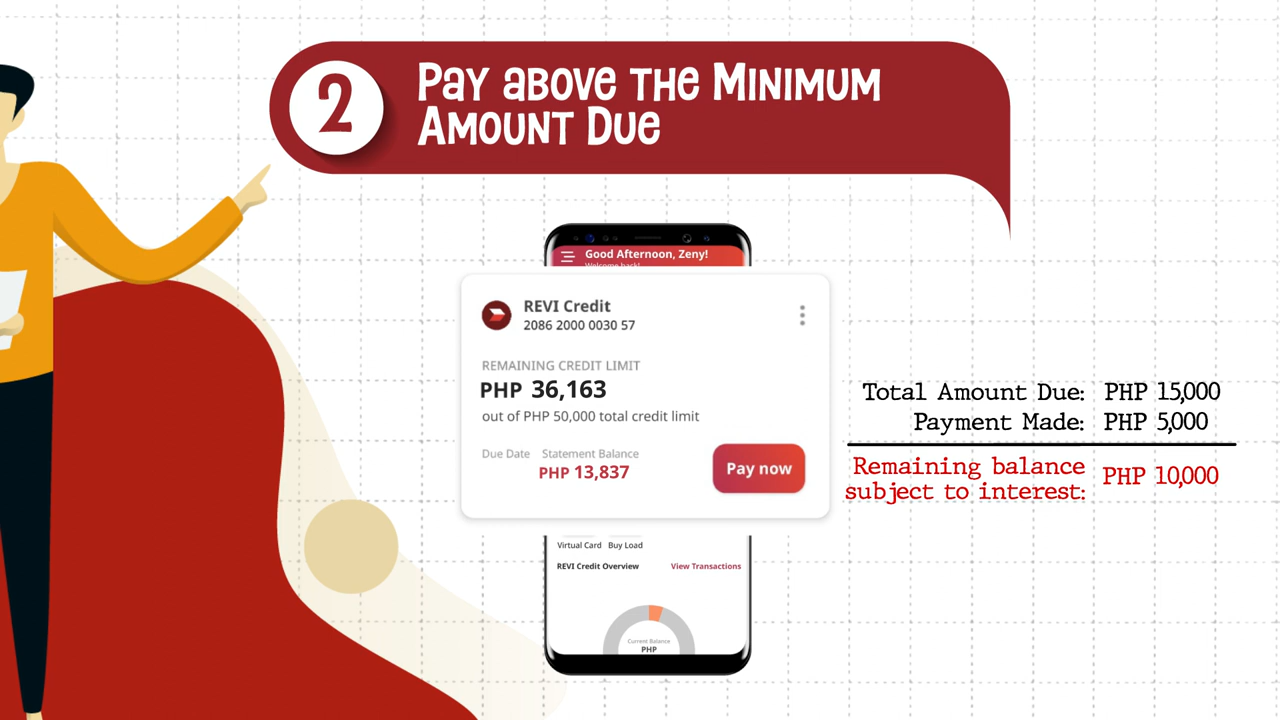 2
Pay above the Minimum
Amount Due
Good Afternoon, Zeny!
Welcome back!
REVI Credit
2086 2000 0030 57
REMAINING CREDIT LIMIT
PHP 36,163
out of PHP 50,000 total credit limit
Due Date Statement Balance
PHP 13,837
Pay now
Total Amount Due: PHP 15,000
Payment Made: PHP 5,000
Remaining balance
subject to interest: PHP 10,000
Virtual Card Buy Load
REVI Credit Overview View Transactions
Current Balance
PHP